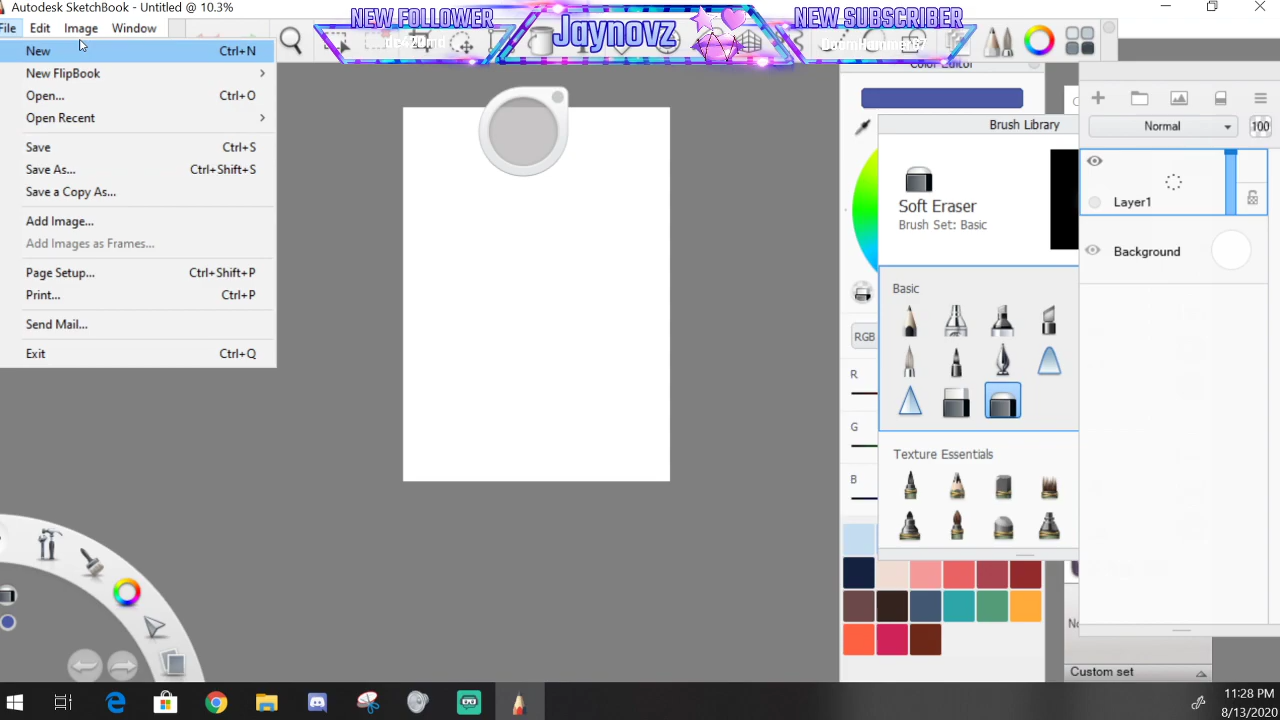 Autodesk SketchBook - Untitled @ 10.3%
NEW FOLLOWER
Jaynovz
NEW SUBSCRIBER
File Edit Image Window
New Ctrl+N
New FlipBook
Open... Ctrl+O
Open Recent
Save Ctrl+S
Save As... Ctrl+Shift+S
Save a Copy As...
Add Image...
Add Images as Frames...
Page Setup... Ctrl+Shift+P
Print... Ctrl+P
Send Mail...
Exit Ctrl+Q
Color Editor
RGB
R
G
B
Brush Library
Soft Eraser
Brush Set: Basic
Basic
Texture Essentials
Normal 100
Layer1
Background
Custom set
11:28 PM
8/13/2020